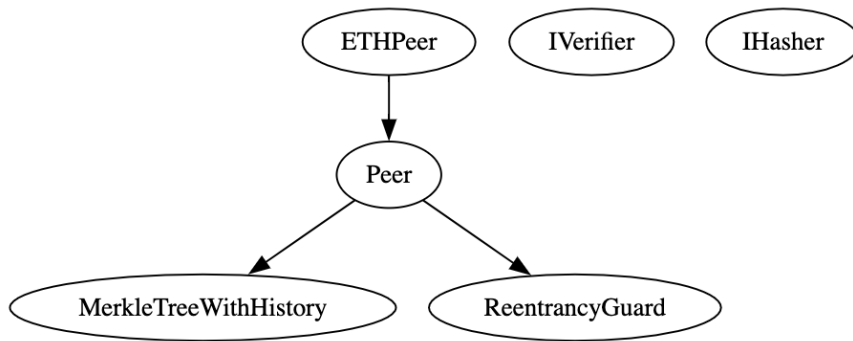 ETHPeer
IVerifier
IHasher
Peer
MerkleTreeWithHistory
ReentrancyGuard